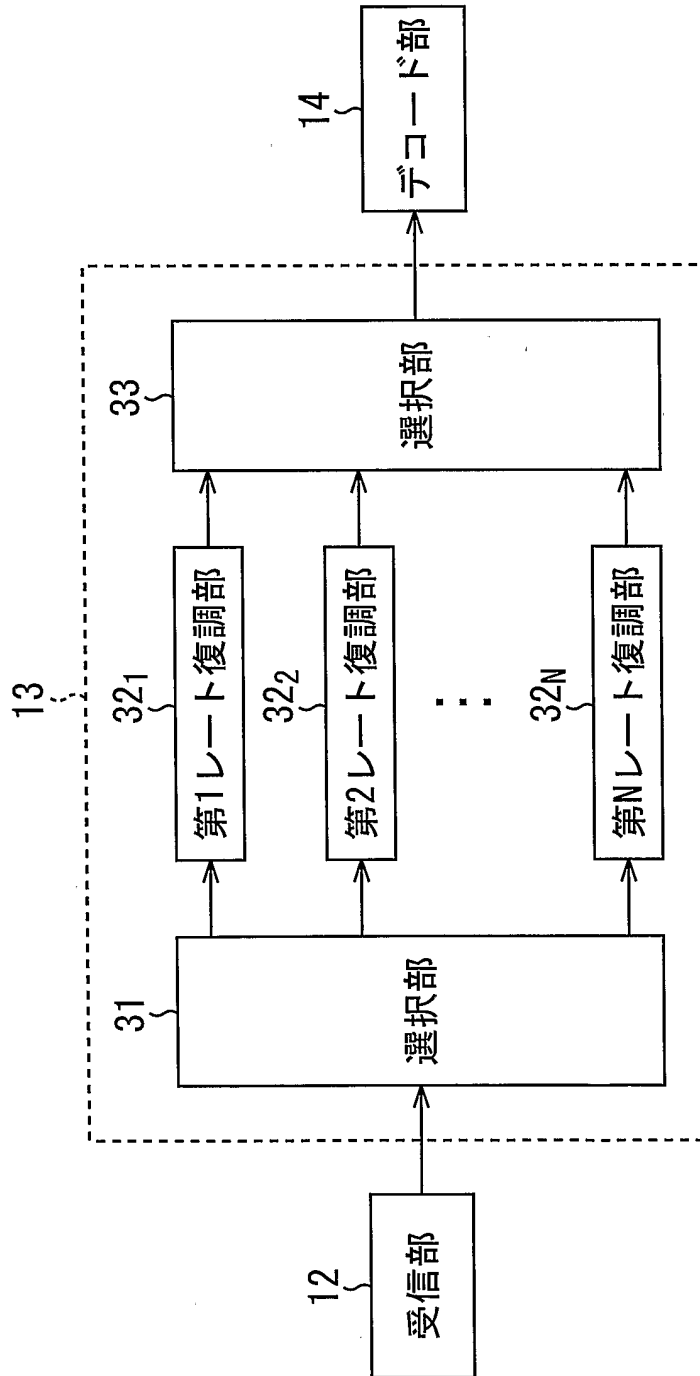 13
12
受信部
31
選択部
32₁
第1レート復調部
32₂
第2レート復調部
...
32N
第Nレート復調部
33
選択部
14
デコード部